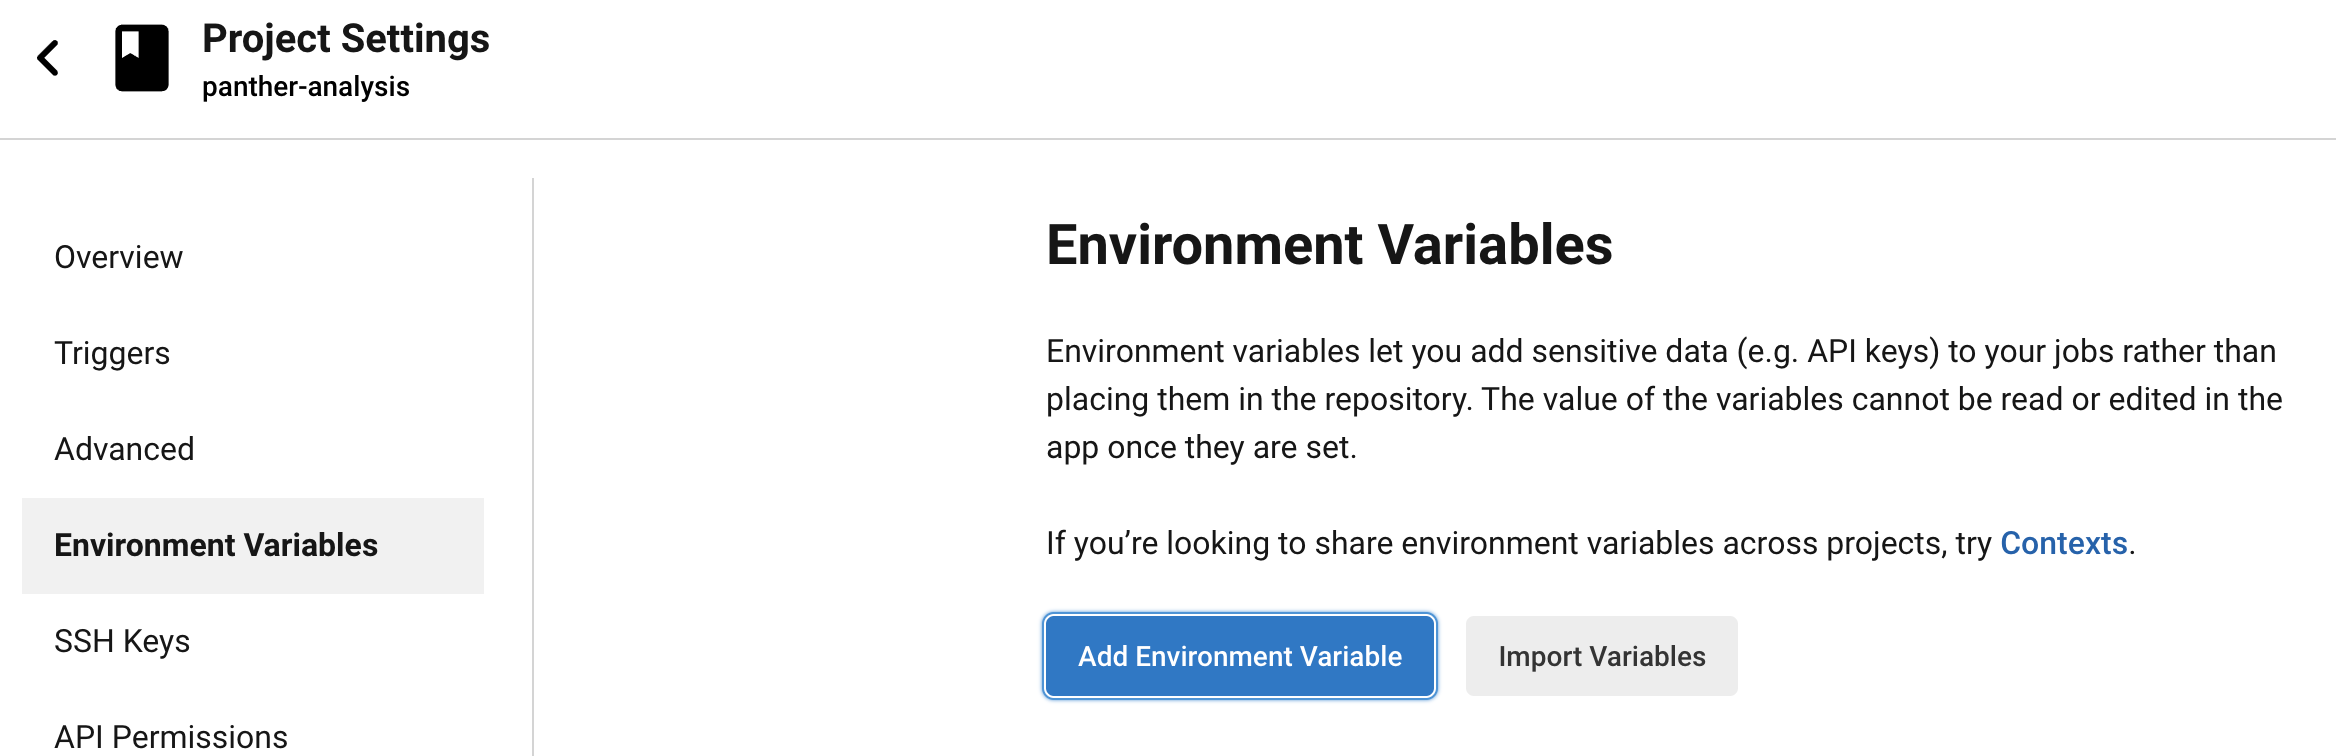 Project Settings
panther-analysis
Overview
Triggers
Advanced
Environment Variables
SSH Keys
API Permissions
Environment Variables
Environment variables let you add sensitive data (e.g. API keys) to your jobs rather than
placing them in the repository. The value of the variables cannot be read or edited in the
app once they are set.
If you’re looking to share environment variables across projects, try Contexts.
Add Environment Variable
Import Variables